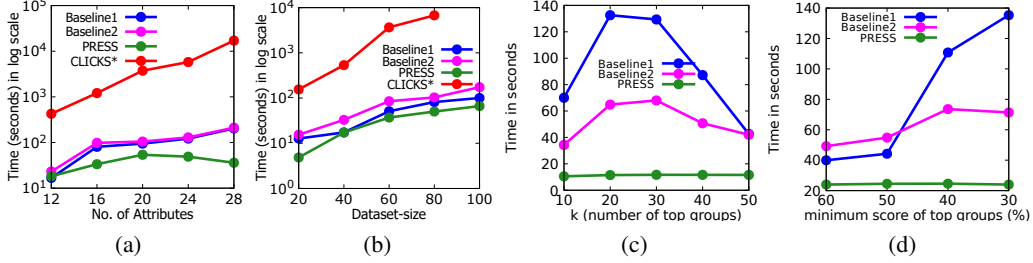 Time (seconds) in log scale
10^5
10^4
10^3
10^2
10^1
Baseline1
Baseline2
PRESS
CLICKS*
12 16 20 24 28
No. of Attributes
(a)
Time (seconds) in log scale
10^4
10^3
10^2
10^1
10^0
Baseline1
Baseline2
PRESS
CLICKS*
20 40 60 80 100
Dataset-size
(b)
Time in seconds
140
120
100
80
60
40
20
0
Baseline1
Baseline2
PRESS
10 20 30 40 50
k (number of top groups)
(c)
Time in seconds
140
120
100
80
60
40
20
Baseline1
Baseline2
PRESS
60 50 40 30
minimum score of top groups (%)
(d)